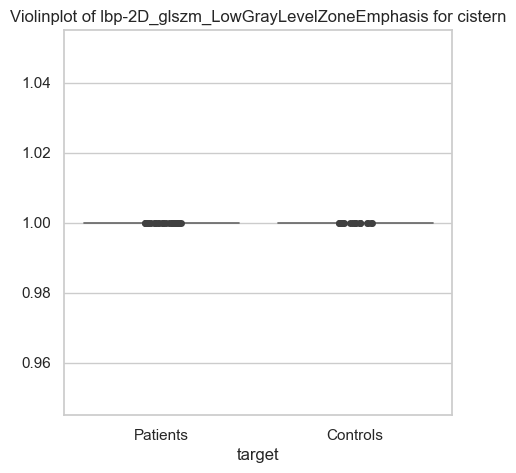 Violinplot of lbp-2D_glszm_LowGrayLevelZoneEmphasis for cistern
1.04
1.02
1.00
0.98
0.96
Patients Controls
target